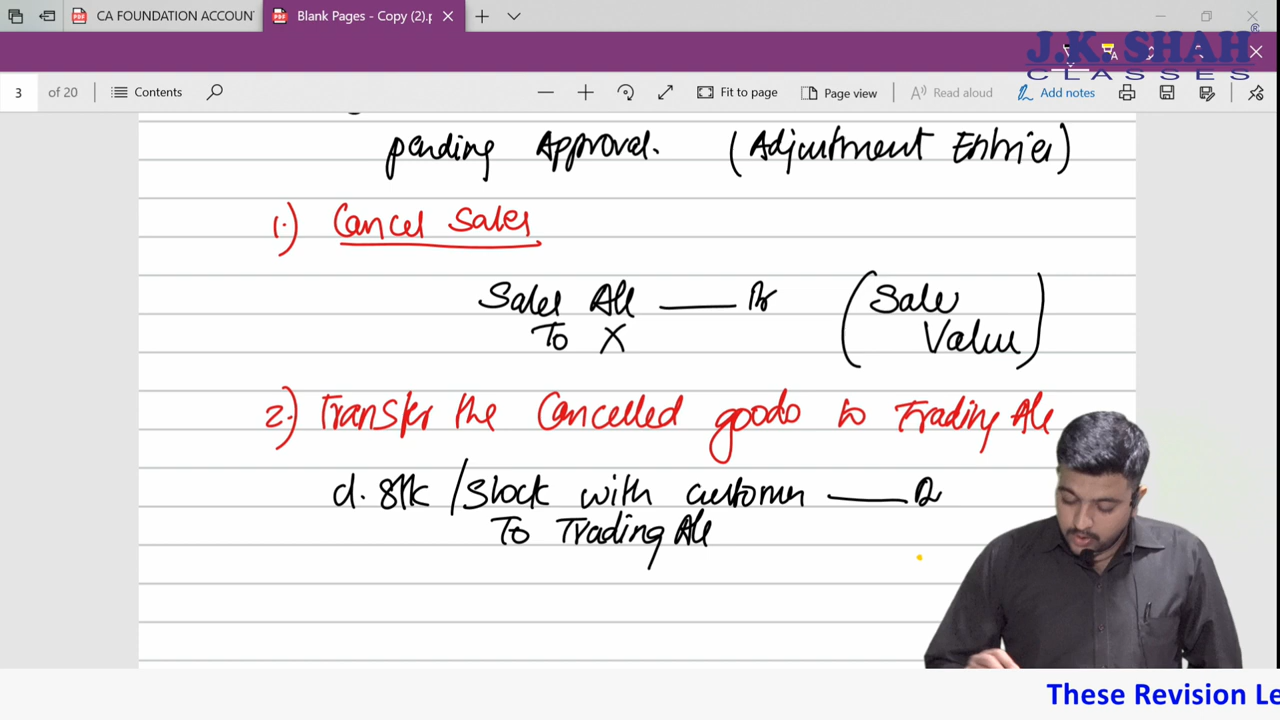 CA FOUNDATION ACCOUNT
Blank Pages - Copy (2).p
J.K. SHAH®
CLASSES
3 of 20 Contents Fit to page Page view Read aloud Add notes
pending Approval. (Adjustment Entries)
1.) Cancel Sales
Sales A/c —— Dr (Sales
To X Value)
2.) Transfer the Cancelled goods to Trading A/c
cl. Stk / Stock with customer —— Dr
To Trading A/c
These Revision Le